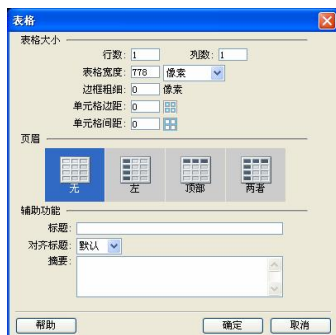 表格
表格大小
行数: 1 列数: 1
表格宽度: 778 像素
边框粗细: 0 像素
单元格边距: 0
单元格间距: 0
页眉
无 左 顶部 两者
辅助功能
标题:
对齐标题: 默认
摘要:
帮助 确定 取消